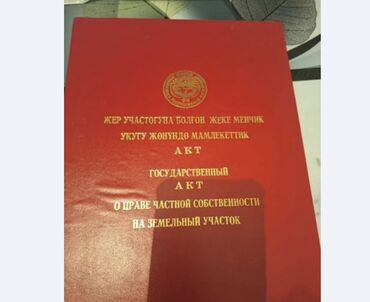 ЖЕР УЧАСТОГУНА БОЛГОН ЖЕКЕ МЕНЧИК
УКУГУ ЖӨНҮНДӨ МАМЛЕКЕТТИК
АКТ
ГОСУДАРСТВЕННЫЙ
АКТ
О ПРАВЕ ЧАСТНОЙ СОБСТВЕННОСТИ
НА ЗЕМЕЛЬНЫЙ УЧАСТОК